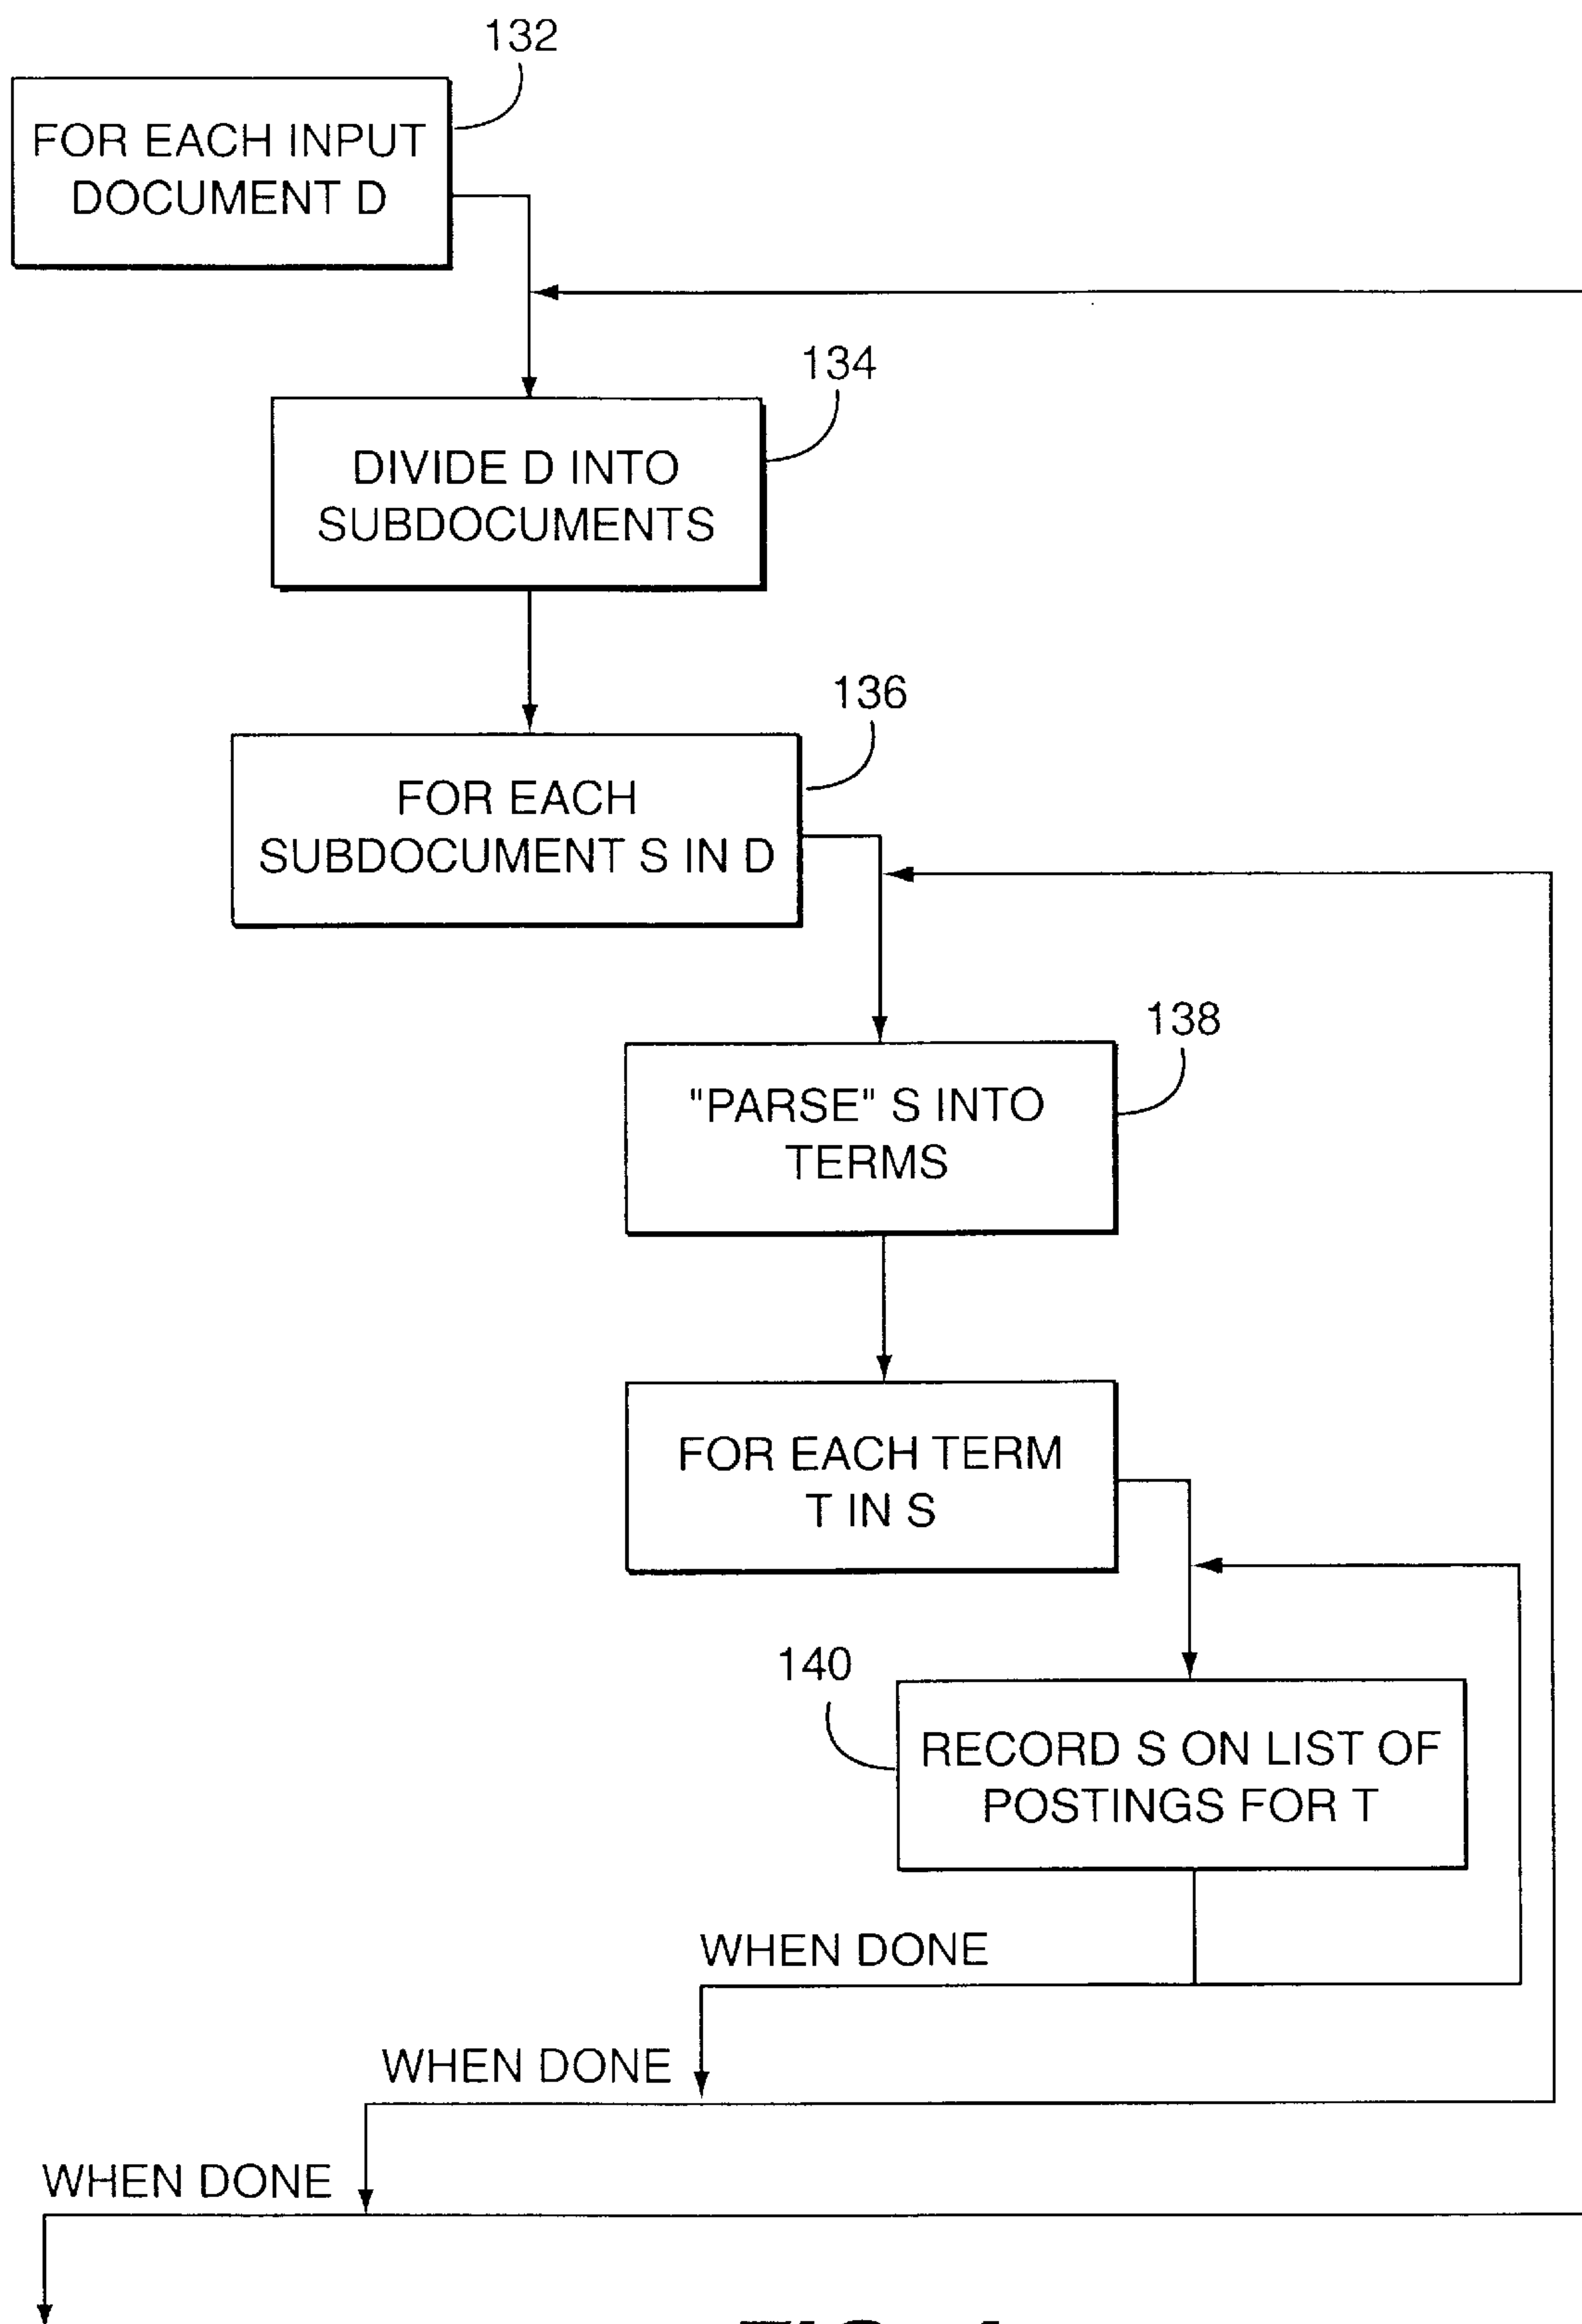 132
FOR EACH INPUT
DOCUMENT D
134
DIVIDE D INTO
SUBDOCUMENTS
136
FOR EACH
SUBDOCUMENT S IN D
138
"PARSE" S INTO
TERMS
FOR EACH TERM
T IN S
140
RECORD S ON LIST OF
POSTINGS FOR T
WHEN DONE
WHEN DONE
WHEN DONE